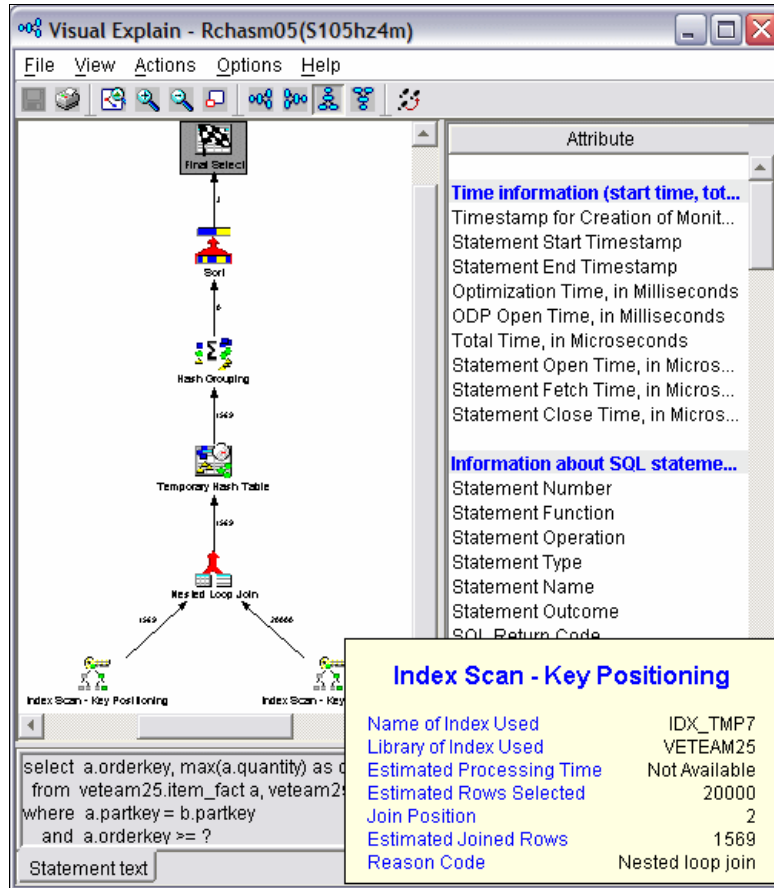 Visual Explain - Rchasm05(S105hz4m)
File View Actions Options Help
Final Select
Sort
6
Hash Grouping
1569
Temporary Hash Table
1569
Nested Loop Join
1569 20000
Index Scan - Key Positioning Index Scan - Key
Attribute
Time information (start time, tot...
Timestamp for Creation of Monit...
Statement Start Timestamp
Statement End Timestamp
Optimization Time, in Milliseconds
ODP Open Time, in Milliseconds
Total Time, in Microseconds
Statement Open Time, in Micros...
Statement Fetch Time, in Micros...
Statement Close Time, in Micros...
Information about SQL stateme...
Statement Number
Statement Function
Statement Operation
Statement Type
Statement Name
Statement Outcome
SQL Return Code
Index Scan - Key Positioning
Name of Index Used IDX_TMP7
Library of Index Used VETEAM25
Estimated Processing Time Not Available
Estimated Rows Selected 20000
Join Position 2
Estimated Joined Rows 1569
Reason Code Nested loop join
select a.orderkey, max(a.quantity) as
from veteam25.item_fact a,
where a.partkey = b.partkey
and a.orderkey >= ?
Statement text